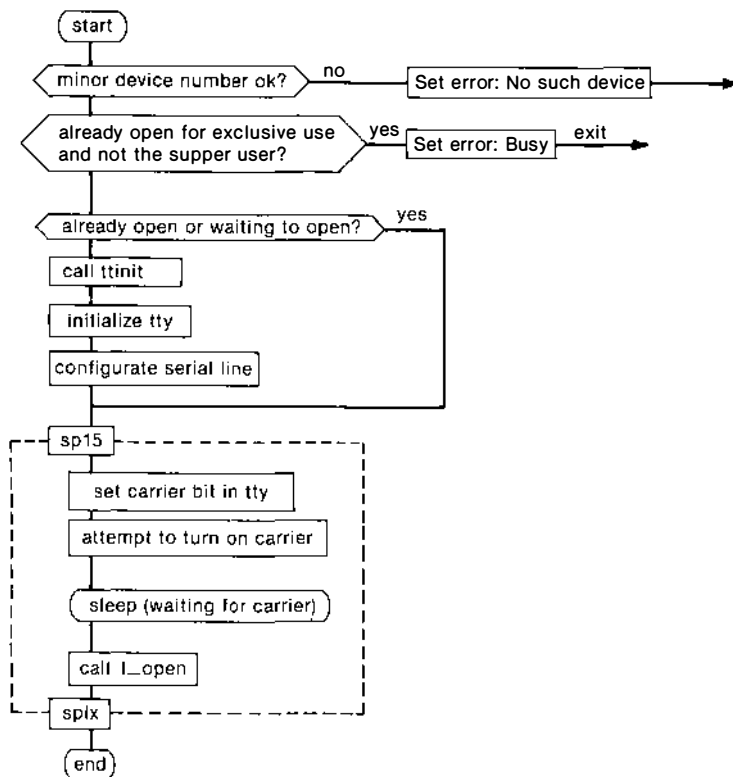 start
minor device number ok?
no
Set error: No such device
already open for exclusive use
and not the supper user?
yes
Set error: Busy
exit
already open or waiting to open?
yes
call ttinit
initialize tty
configurate serial line
sp15
set carrier bit in tty
attempt to turn on carrier
sleep (waiting for carrier)
call l_open
splx
end